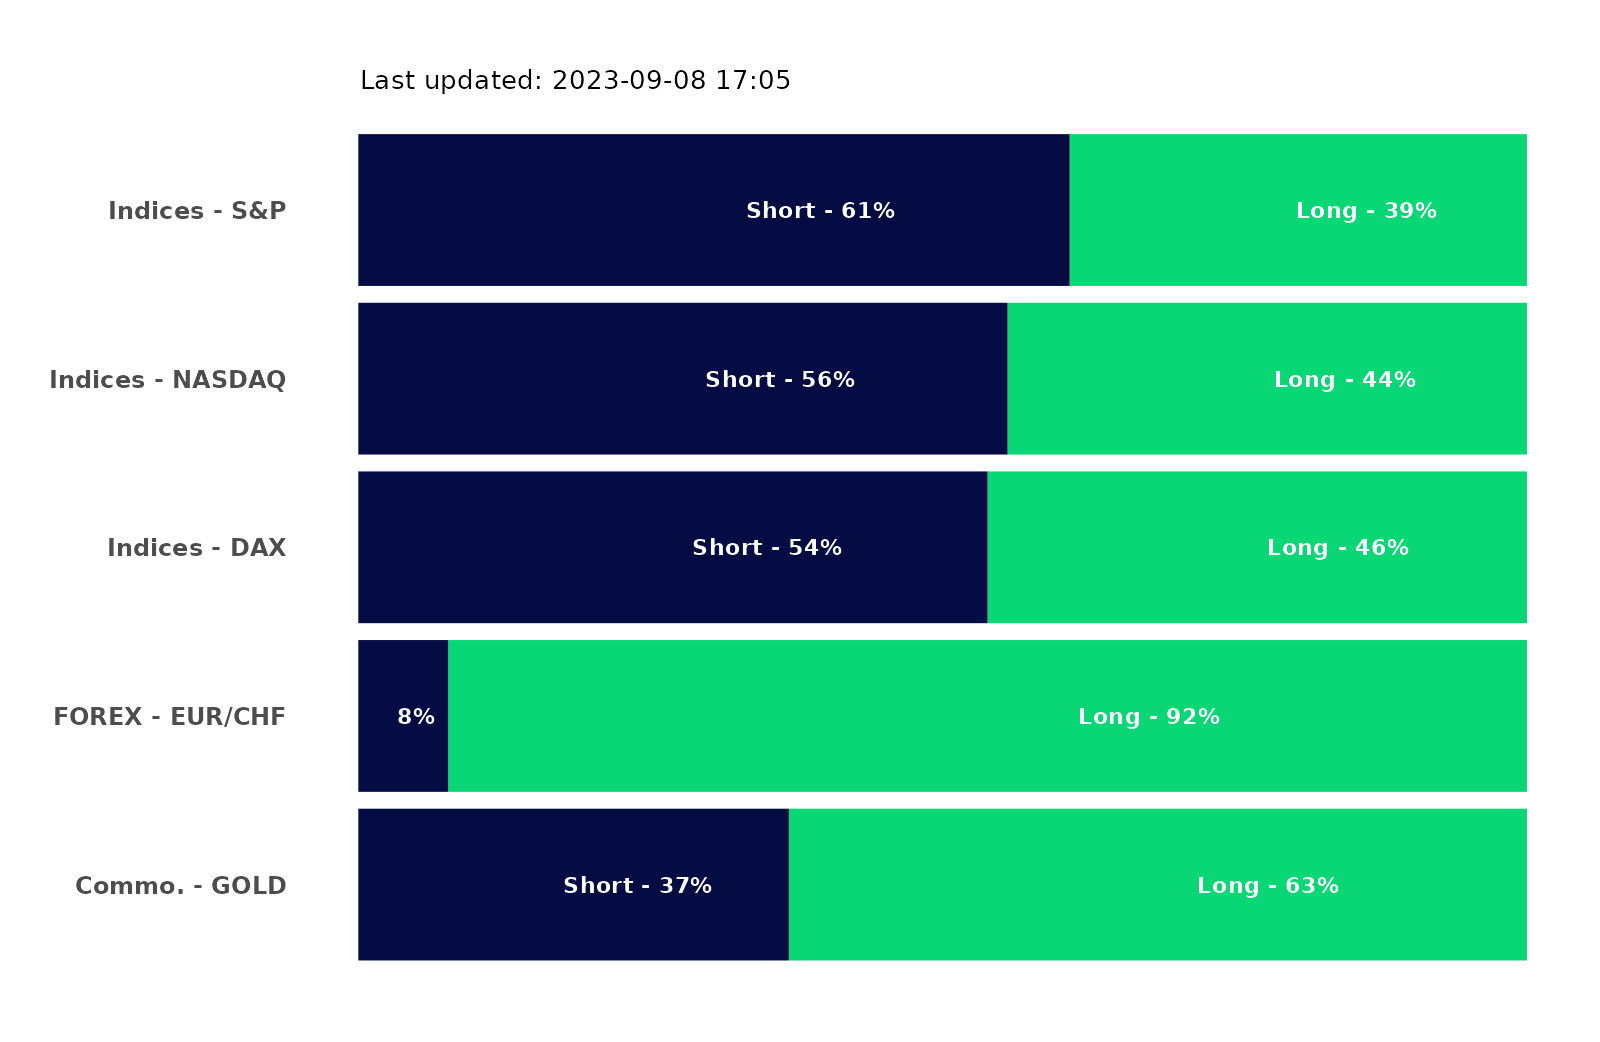 Last updated: 2023-09-08 17:05
Indices - S&P
Short - 61%
Long - 39%
Indices - NASDAQ
Short - 56%
Long - 44%
Indices - DAX
Short - 54%
Long - 46%
FOREX - EUR/CHF
8%
Long - 92%
Commo. - GOLD
Short - 37%
Long - 63%